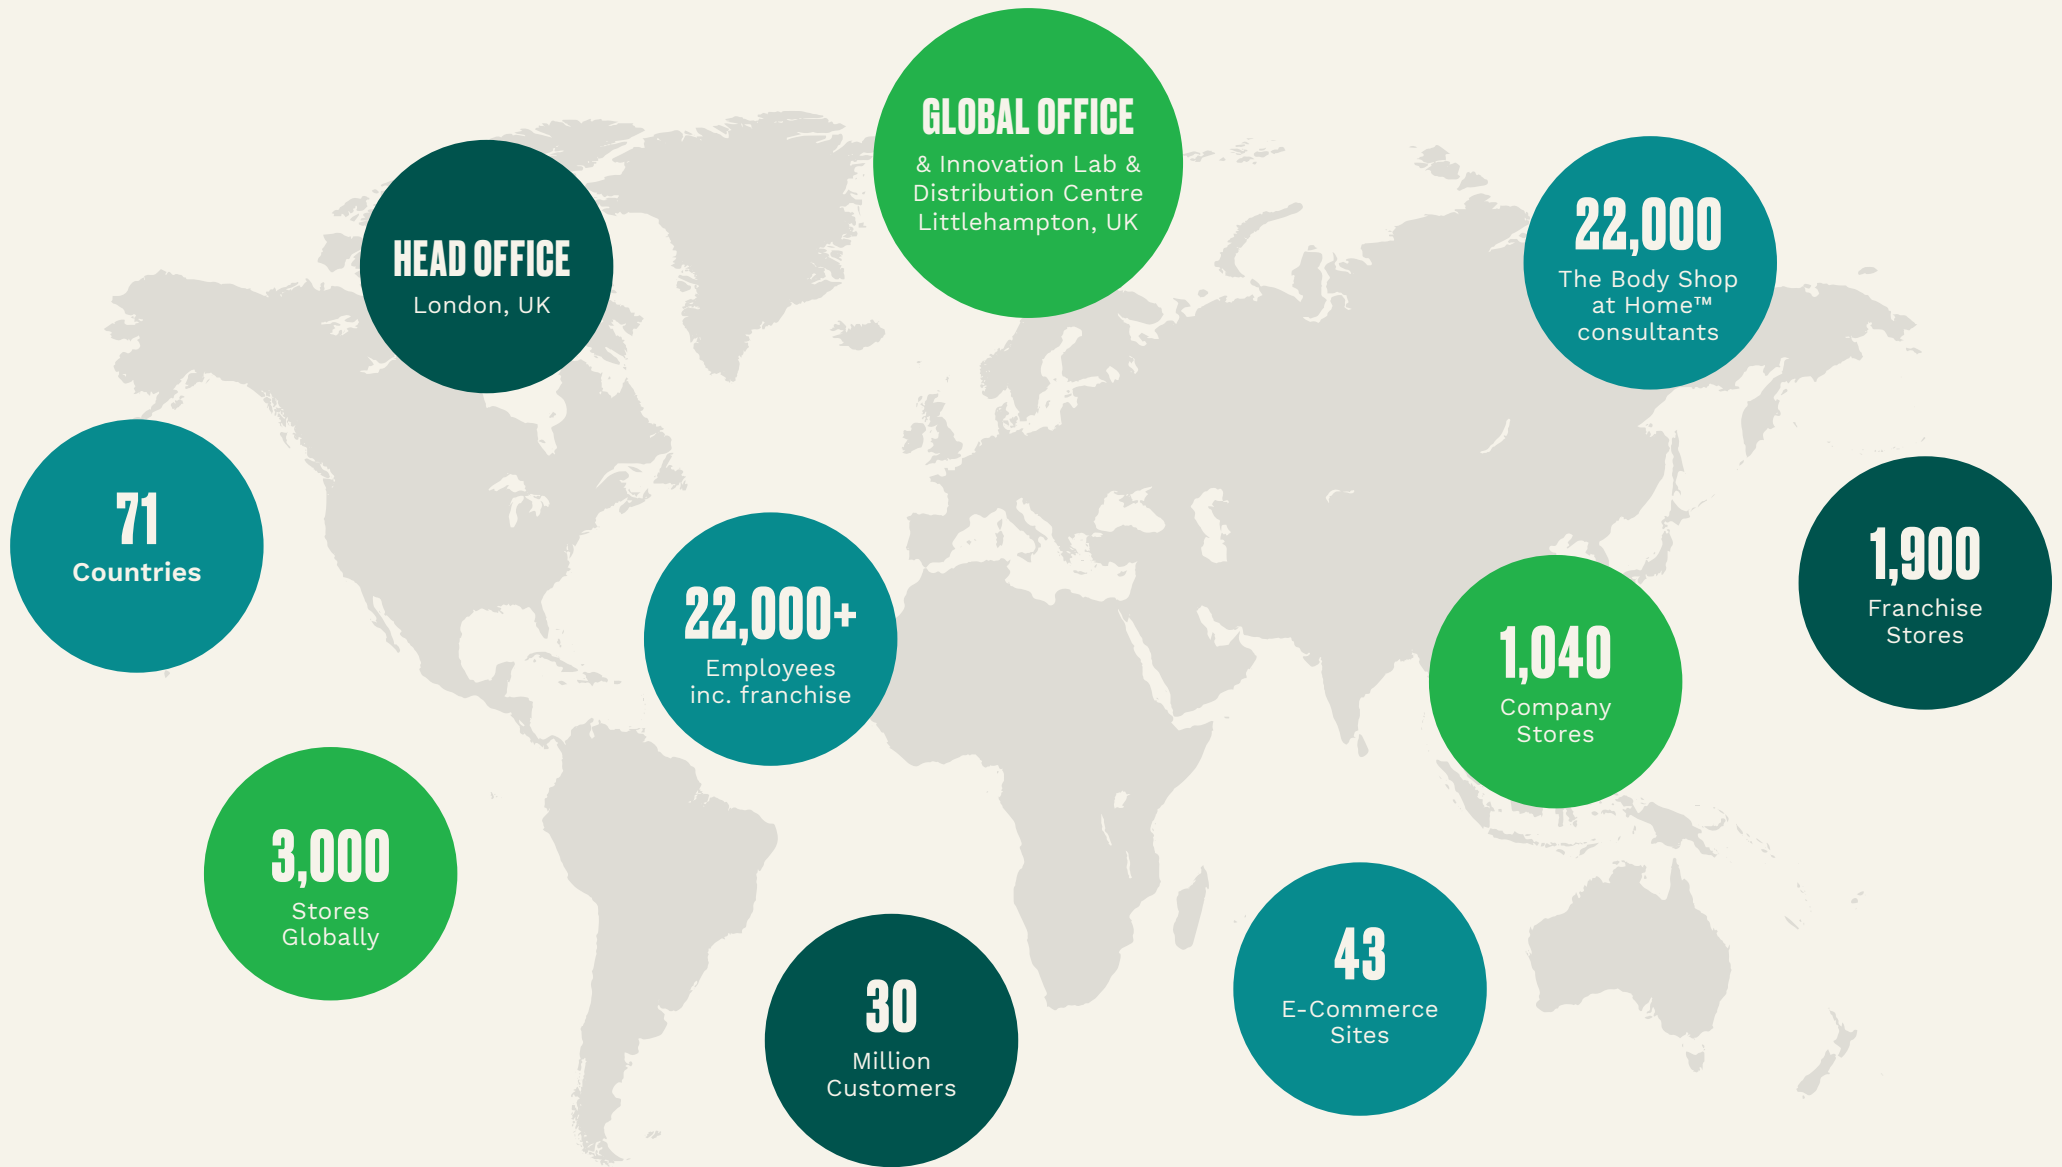 GLOBAL OFFICE
& Innovation Lab &
Distribution Centre
Littlehampton, UK
HEAD OFFICE
London, UK
22,000
The Body Shop
at Home™
consultants
71
Countries
22,000+
Employees
inc. franchise
1,900
Franchise
Stores
1,040
Company
Stores
3,000
Stores
Globally
30
Million
Customers
43
E-Commerce
Sites